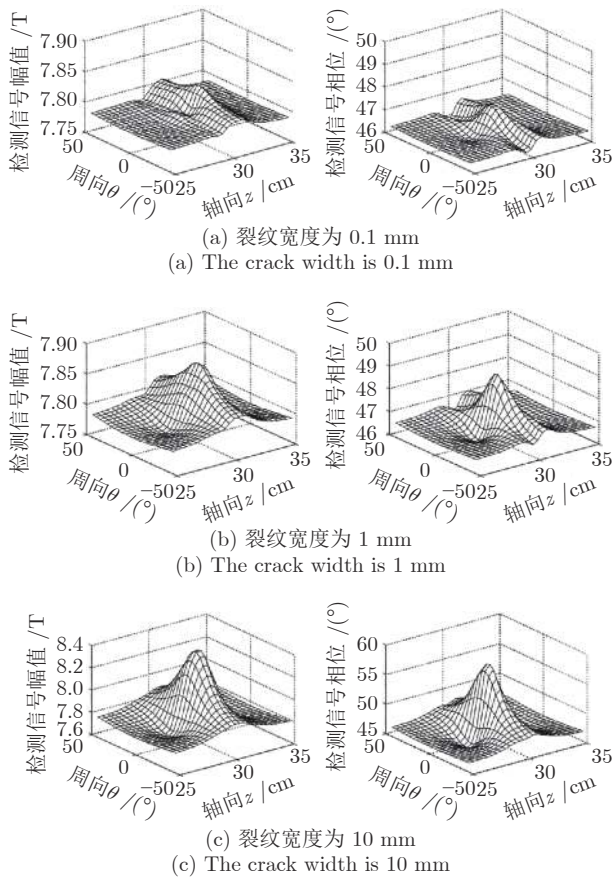 检测信号幅值 /T
7.90
7.85
7.80
7.75
50
0
−50
周向θ /(°)
25
30
35
轴向z /cm
检测信号相位 /(°)
50
49
48
47
46
50
0
−50
周向θ /(°)
25
30
35
轴向z /cm
(a) 裂纹宽度为 0.1 mm
(a) The crack width is 0.1 mm
检测信号幅值 /T
7.90
7.85
7.80
7.75
50
0
−50
周向θ /(°)
25
30
35
轴向z /cm
检测信号相位 /(°)
50
49
48
47
46
50
0
−50
周向θ /(°)
25
30
35
轴向z /cm
(b) 裂纹宽度为 1 mm
(b) The crack width is 1 mm
检测信号幅值 /T
8.4
8.2
8.0
7.8
7.6
50
0
−50
周向θ /(°)
25
30
35
轴向z /cm
检测信号相位 /(°)
60
55
50
45
50
0
−50
周向θ /(°)
25
30
35
轴向z /cm
(c) 裂纹宽度为 10 mm
(c) The crack width is 10 mm